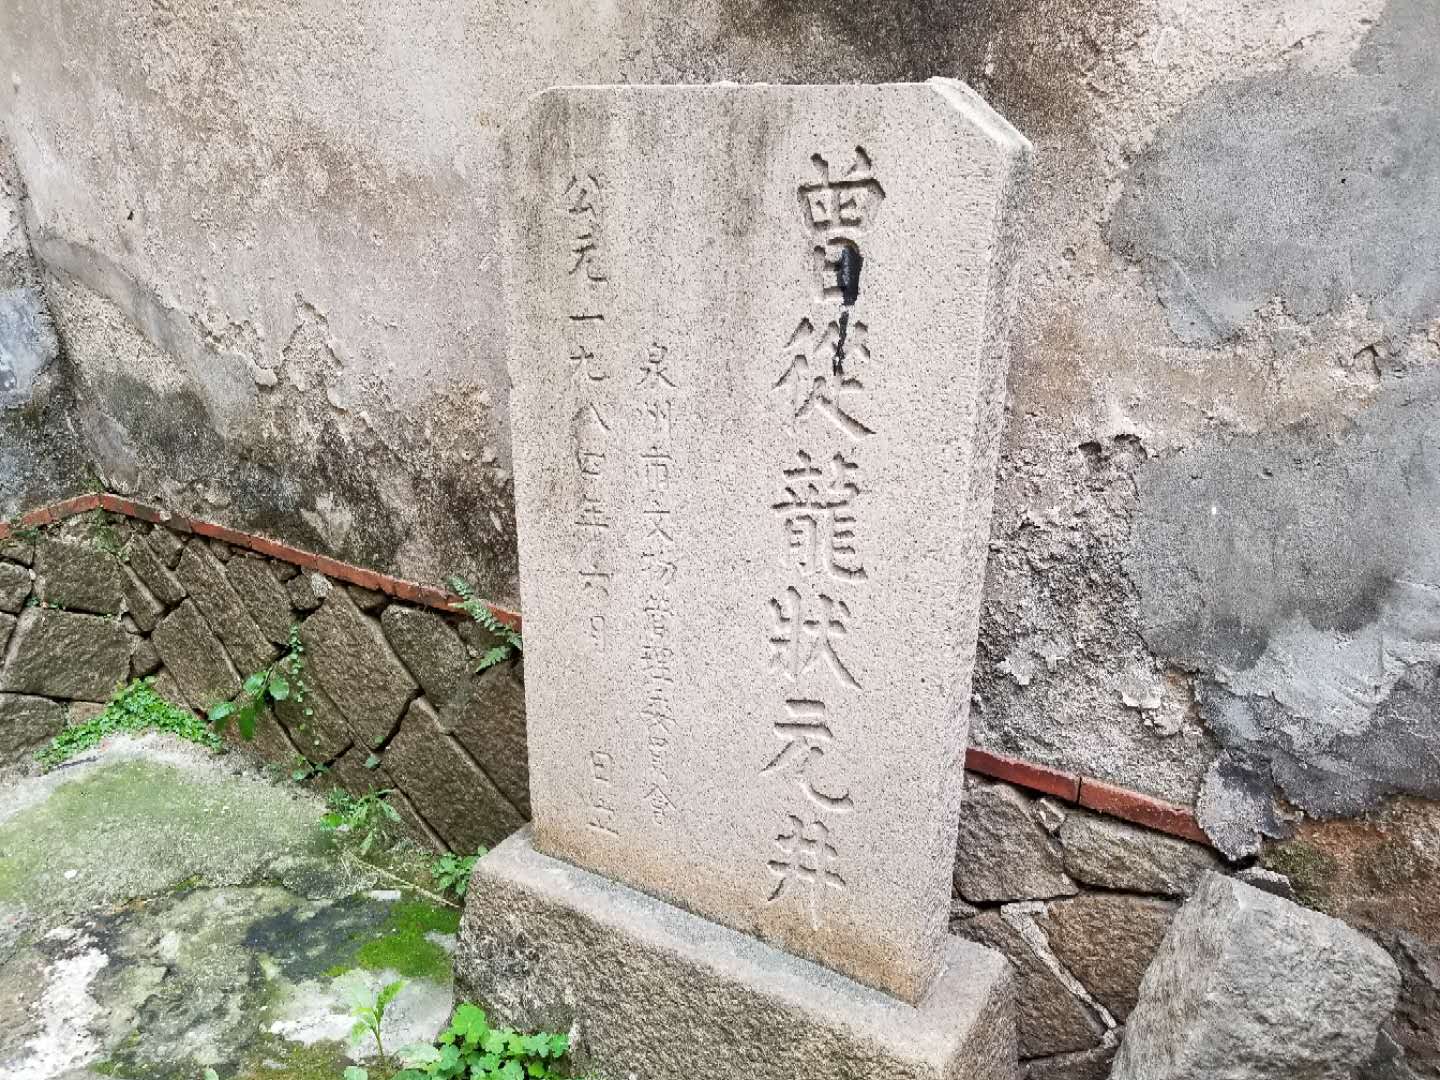 曾從龍狀元井
泉州市文物管理委員會
公元一九八四年六月 日立